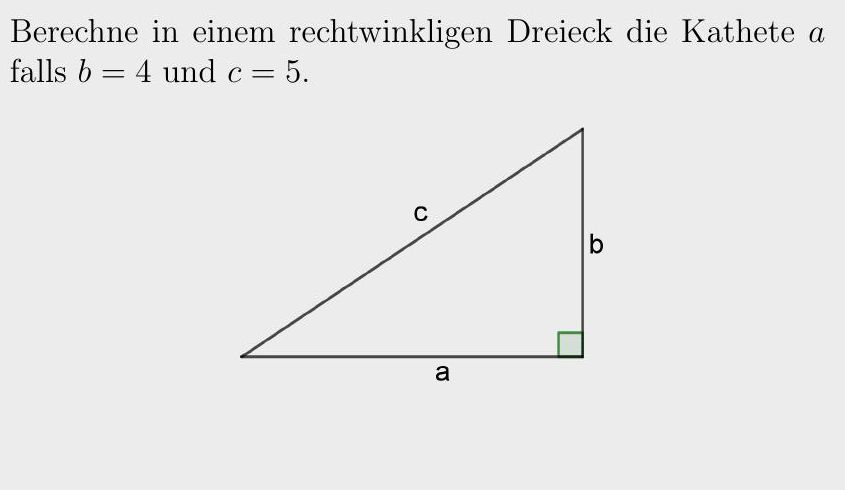 Berechne in einem rechtwinkligen Dreieck die Kathete a
falls b = 4 und c = 5.
c
b
a